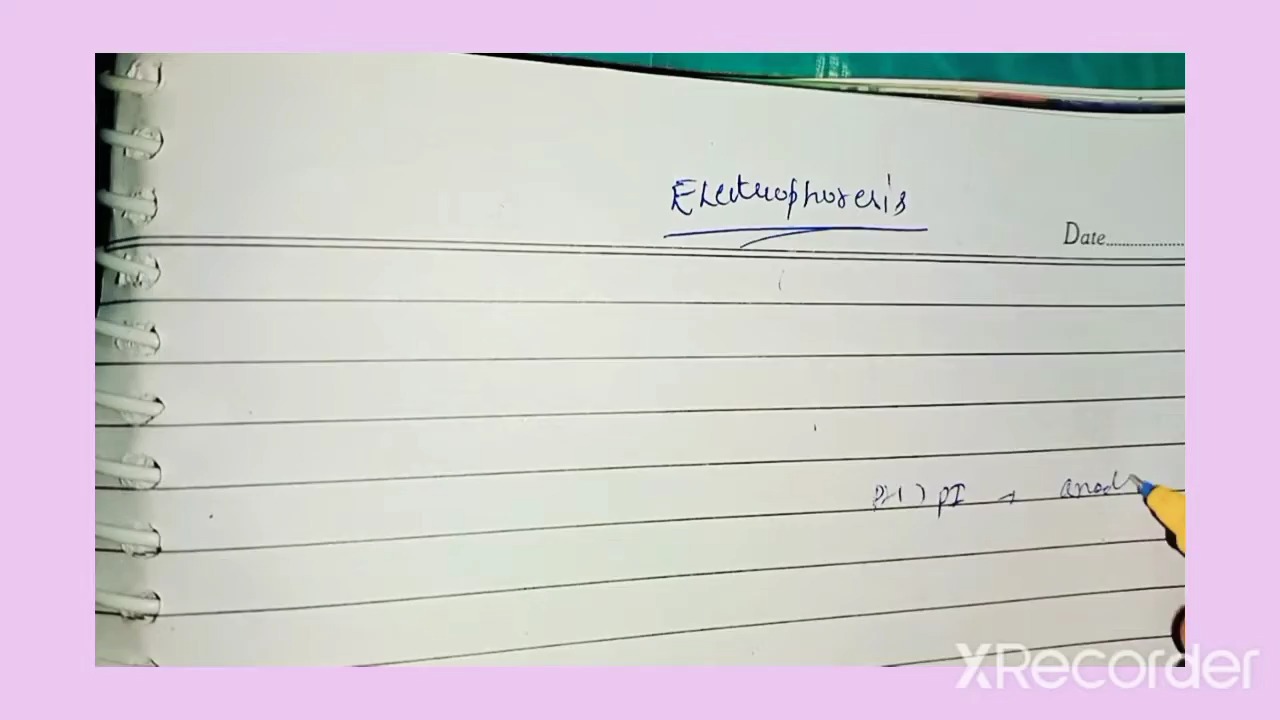 Electrophoresis
Date
PH > pI → anod
XRecorder